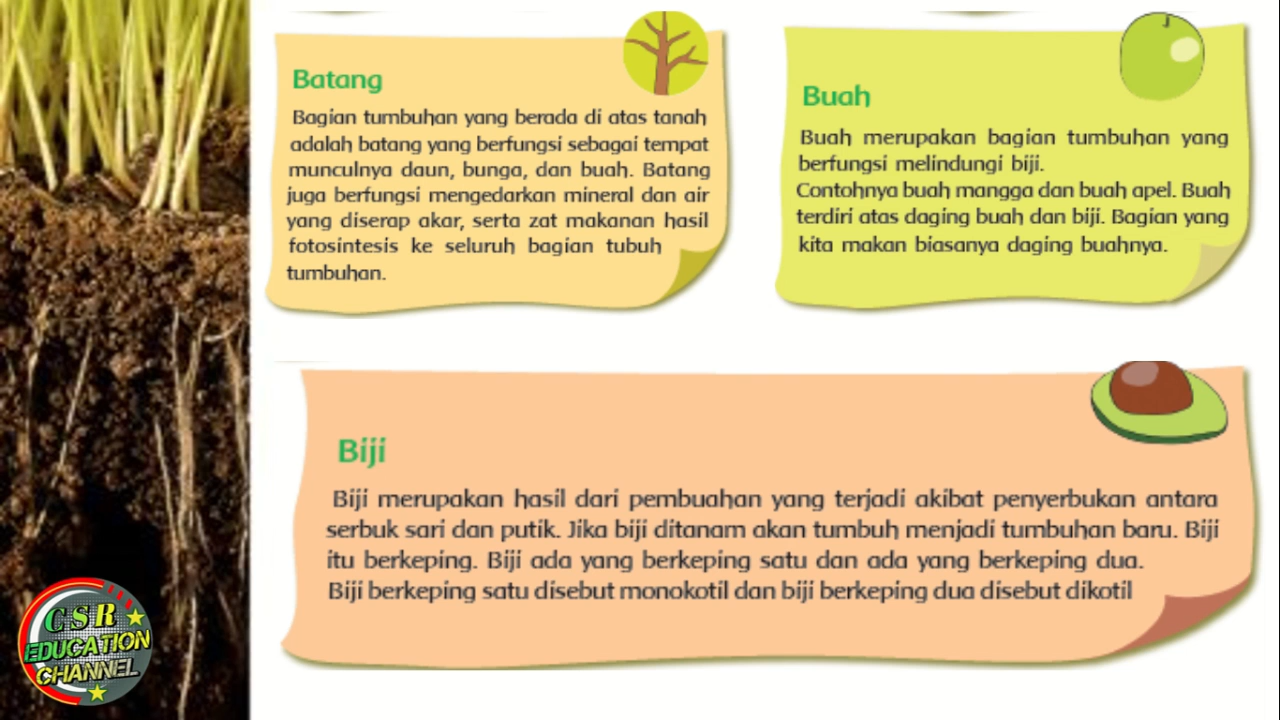 Batang
Bagian tumbuhan yang berada di atas tanah
adalah batang yang berfungsi sebagai tempat
munculnya daun, bunga, dan buah. Batang
juga berfungsi mengedarkan mineral dan air
yang diserap akar, serta zat makanan hasil
fotosintesis ke seluruh bagian tubuh
tumbuhan.
Buah
Buah merupakan bagian tumbuhan yang
berfungsi melindungi biji.
Contohnya buah mangga dan buah apel. Buah
terdiri atas daging buah dan biji. Bagian yang
kita makan biasanya daging buahnya.
Biji
Biji merupakan hasil dari pembuahan yang terjadi akibat penyerbukan antara
serbuk sari dan putik. Jika biji ditanam akan tumbuh menjadi tumbuhan baru. Biji
itu berkeping. Biji ada yang berkeping satu dan ada yang berkeping dua.
Biji berkeping satu disebut monokotil dan biji berkeping dua disebut dikotil
CSR
EDUCATION
CHANNEL